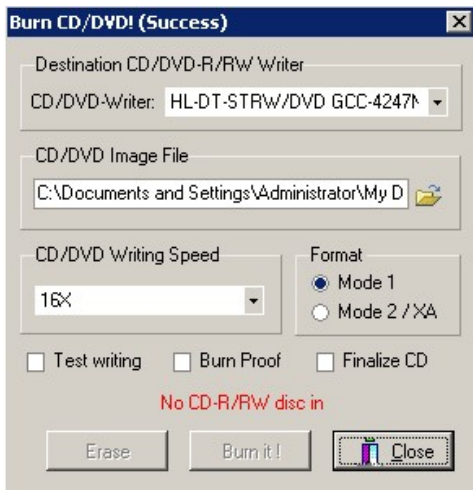 Burn CD/DVD! (Success)
Destination CD/DVD-R/RW Writer
CD/DVD-Writer: HL-DT-STRW/DVD GCC-4247N
CD/DVD Image File
C:\Documents and Settings\Administrator\My D
CD/DVD Writing Speed
16X
Format
Mode 1
Mode 2 / XA
Test writing Burn Proof Finalize CD
No CD-R/RW disc in
Erase Burn it ! Close